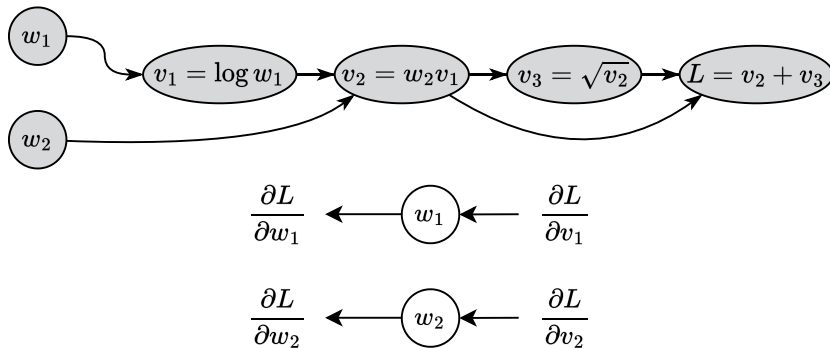 w₁
v₁ = log w₁ v₂ = w₂v₁ v₃ = √v₂ L = v₂ + v₃
w₂
∂L/∂w₁ w₁ ∂L/∂v₁
∂L/∂w₂ w₂ ∂L/∂v₂